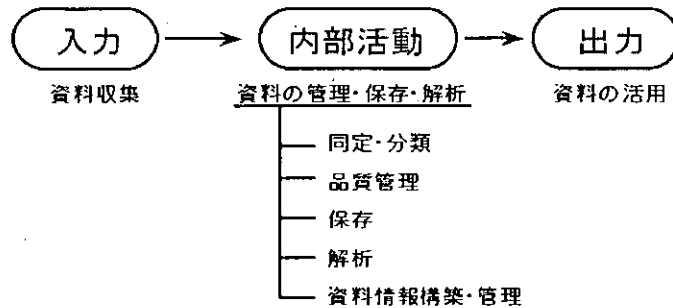 入力 内部活動 出力
資料収集 資料の管理・保存・解析 資料の活用
同定・分類
品質管理
保存
解析
資料情報構築・管理